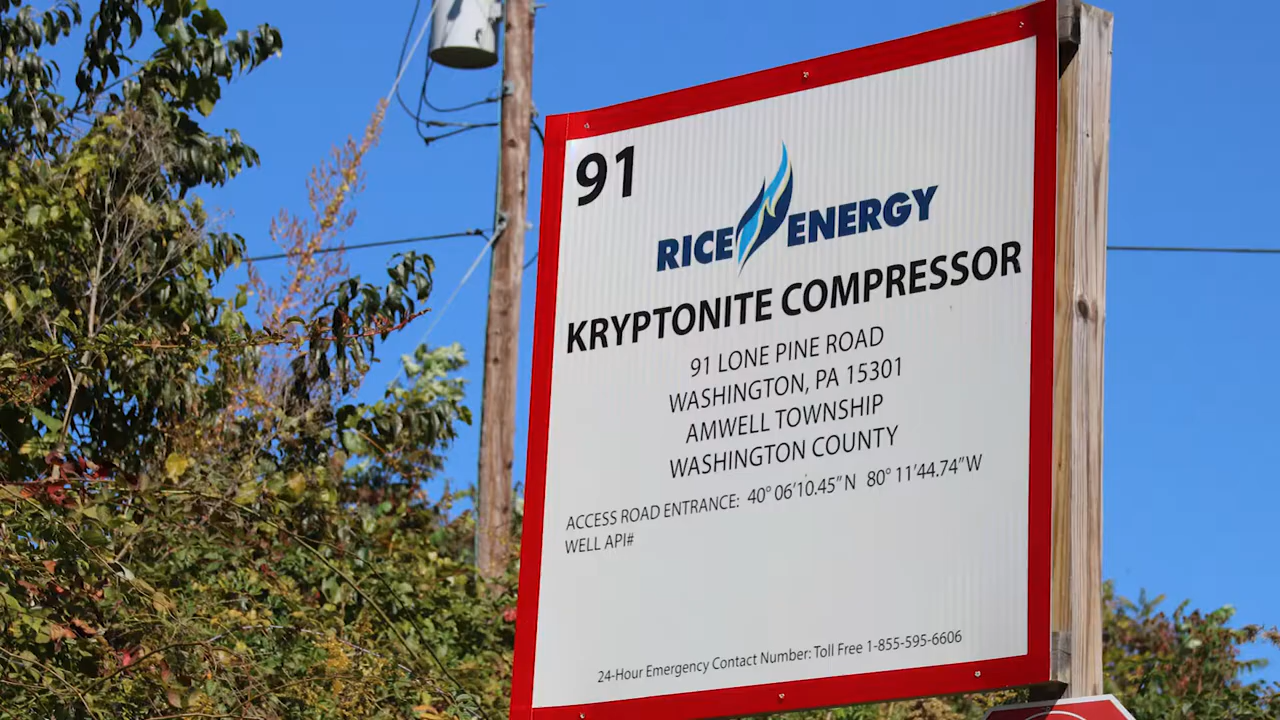 91
RICE ENERGY
KRYPTONITE COMPRESSOR
91 LONE PINE ROAD
WASHINGTON, PA 15301
AMWELL TOWNSHIP
WASHINGTON COUNTY
ACCESS ROAD ENTRANCE: 40° 06'10.45"N 80° 11'44.74"W
WELL API#
24-Hour Emergency Contact Number: Toll Free 1-855-595-6606